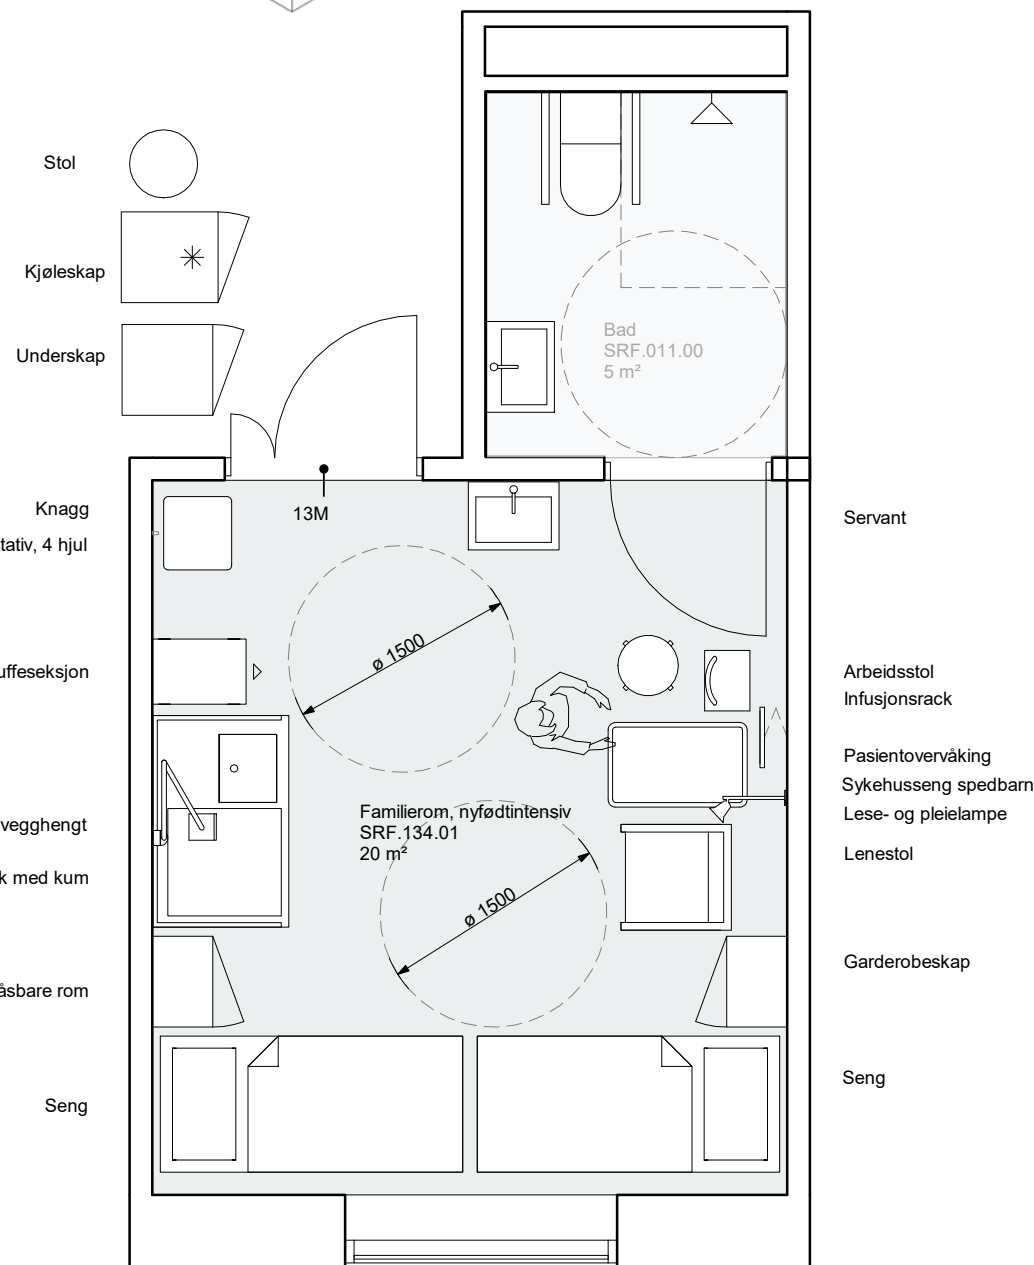 Stol
Kjøleskap
Underskap
Bad
SRF.011.00
5 m²
13M
Knagg
tativ, 4 hjul
uffeseksjon
vegghengt
k med kum
åsbare rom
Seng
ø 1500
Familierom, nyfødtintensiv
SRF.134.01
20 m²
ø 1500
Servant
Arbeidsstol
Infusjonsrack
Pasientovervåking
Sykehusseng spedbarn
Lese- og pleielampe
Lenestol
Garderobeskap
Seng